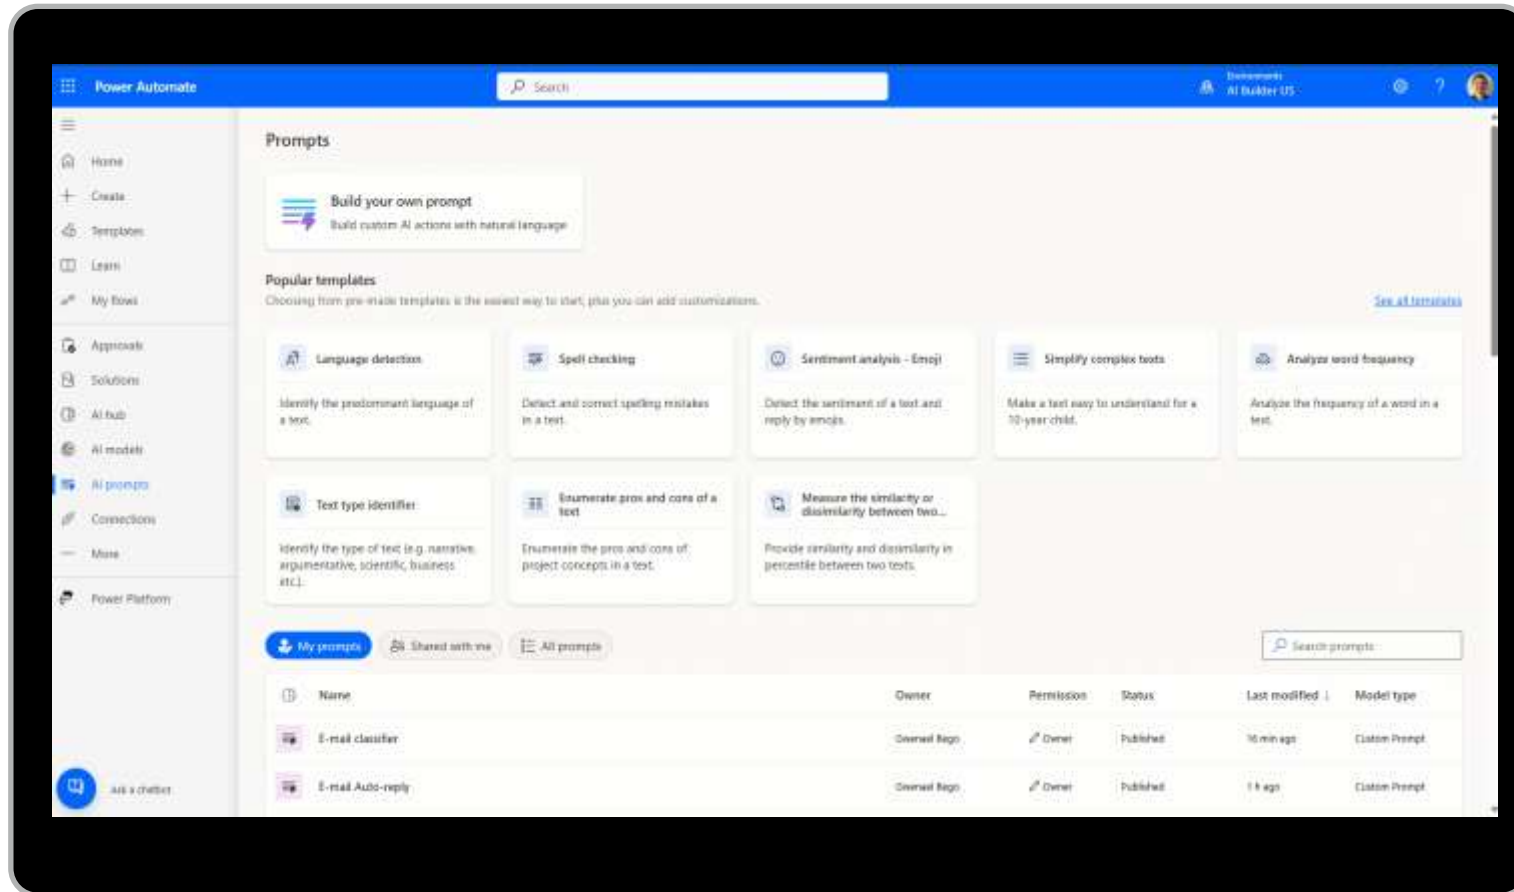 Power Automate
Search
Environments
AI Builder US
?
Home
Create
Templates
Learn
My flows
Approvals
Solutions
AI hub
AI models
AI prompts
Connections
More
Power Platform
Ask a chatbot
Prompts
Build your own prompt
Build custom AI actions with natural language
Popular templates
Choosing from pre-made templates is the easiest way to start, plus you can add customizations.
See all templates
Language detection
Identify the predominant language of
a text.
Spell checking
Detect and correct spelling mistakes
in a text.
Sentiment analysis - Emoji
Detect the sentiment of a text and
reply by emojis.
Simplify complex texts
Make a text easy to understand for a
10-year child.
Analyze word frequency
Analyze the frequency of a word in a
text.
Text type identifier
Identify the type of text (e.g. narrative,
argumentative, scientific, business
etc.).
Enumerate pros and cons of a
text
Enumerate the pros and cons of
project concepts in a text.
Measure the similarity or
dissimilarity between two...
Provide similarity and dissimilarity in
percentile between two texts.
My prompts
Shared with me
All prompts
Search prompts
Name Owner Permission Status Last modified ↓ Model type
E-mail classifier Rego Owner Published 16 min ago Custom Prompt
E-mail Auto-reply Rego Owner Published 1 h ago Custom Prompt